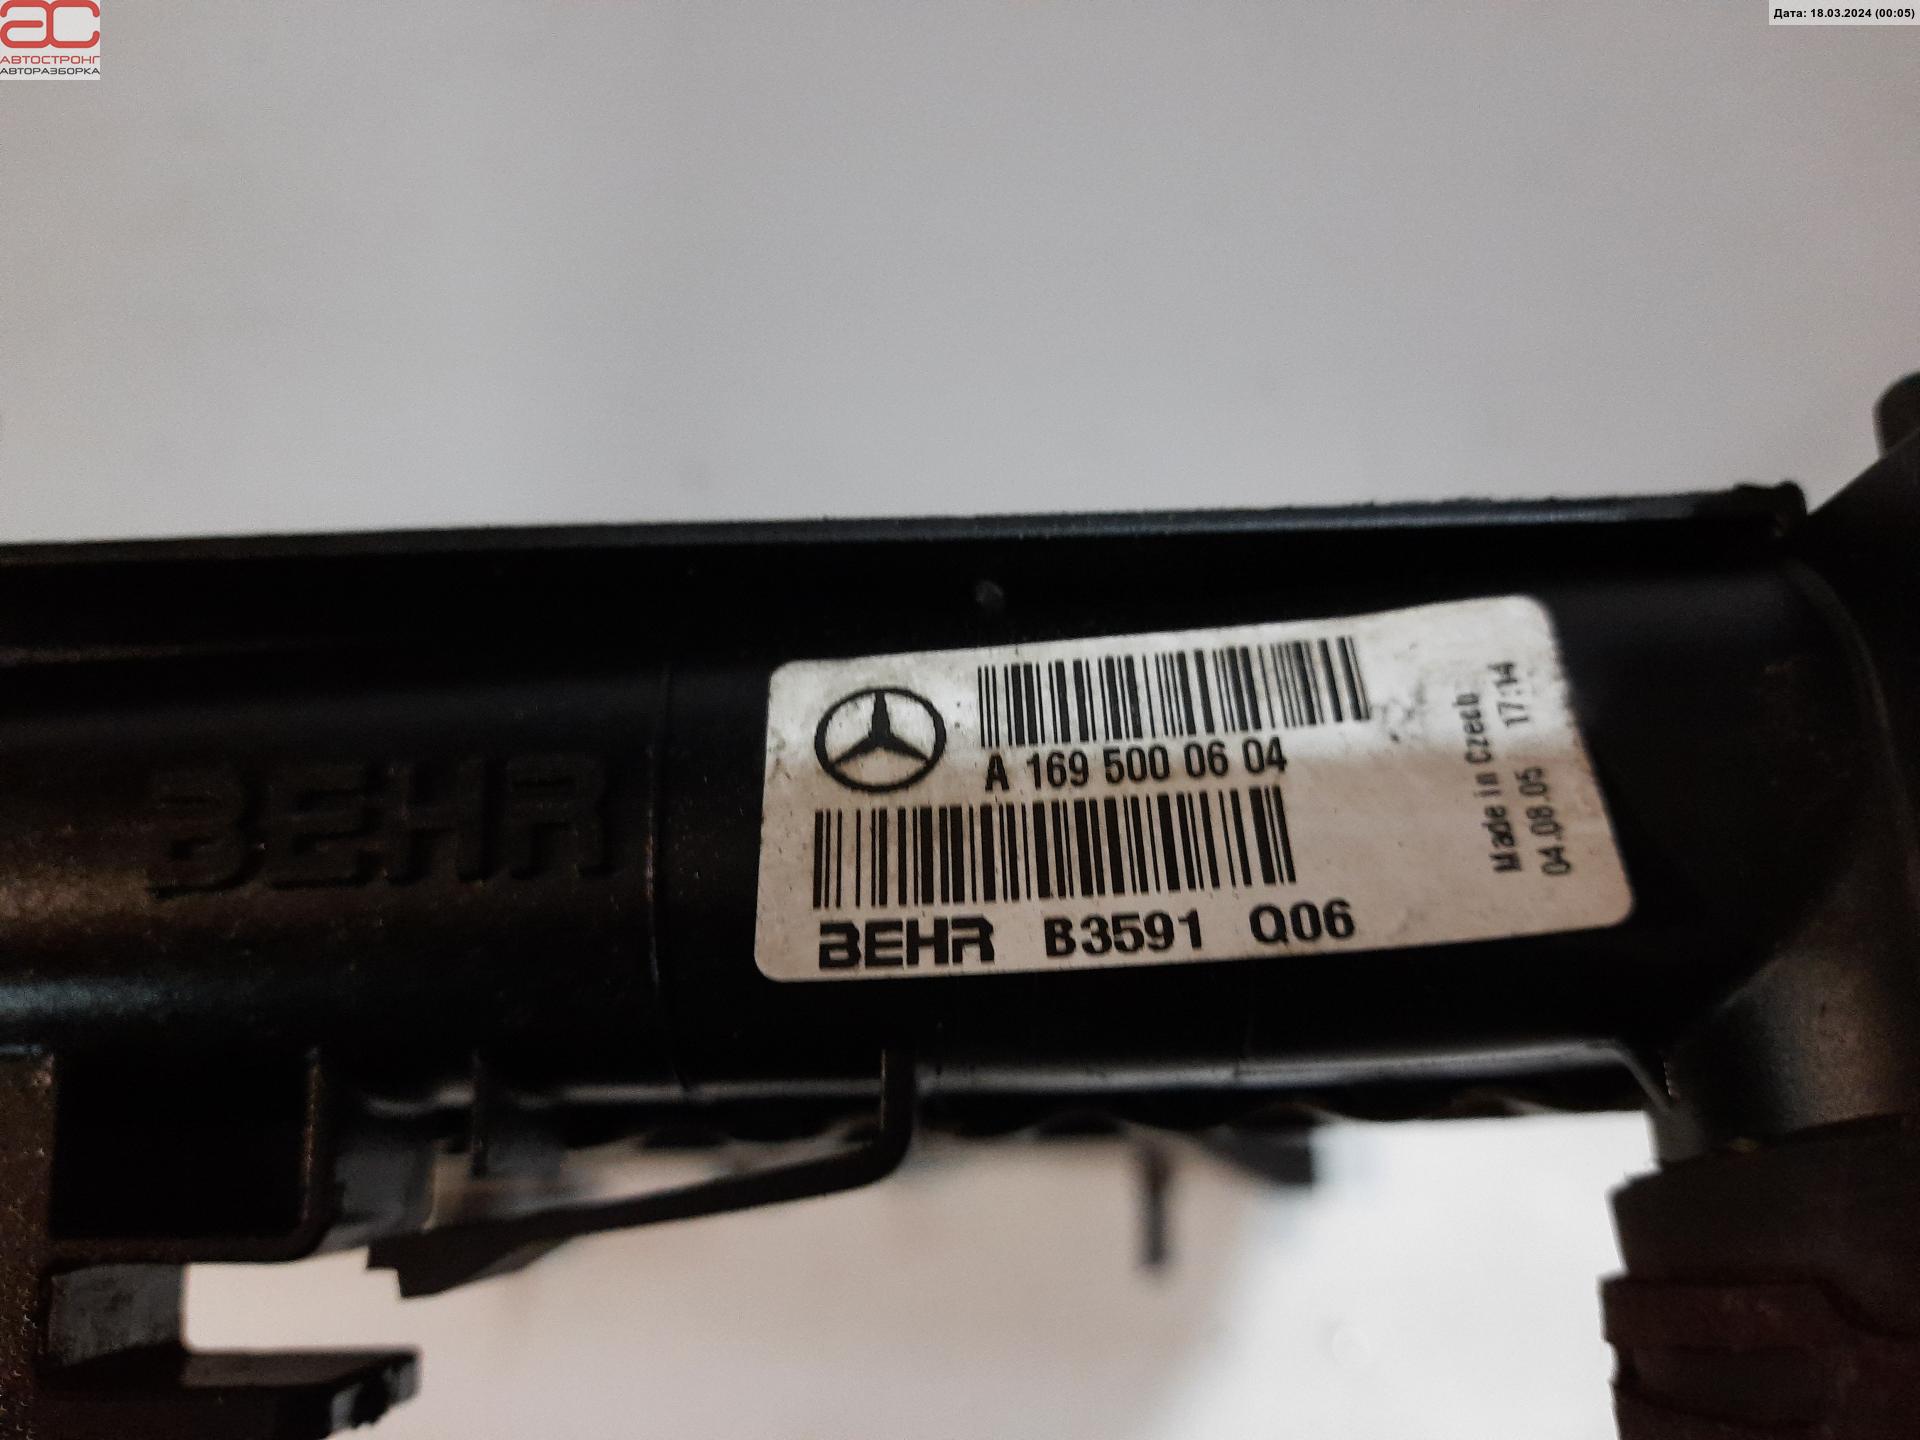 АВТОСТРОНГ
АВТОРАЗБОРКА
Дата: 18.03.2024 (00:05)
BEHR
A 169 500 06 04
BEHR B3591 Q06
Made in Czech
04.08.05 17:14